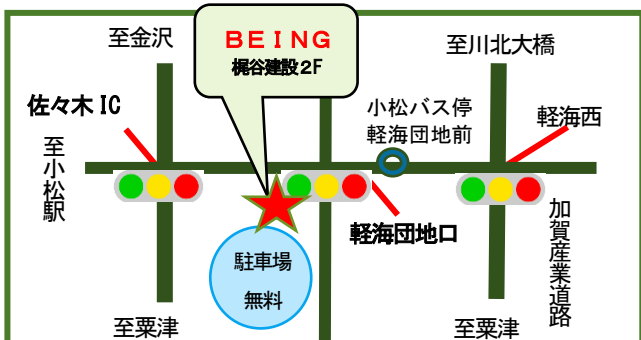 至金沢
BEING
梶谷建設2F
至川北大橋
佐々木IC
小松バス停
軽海団地前
軽海西
至小松駅
軽海団地口
加賀産業道路
駐車場
無料
至粟津
至粟津